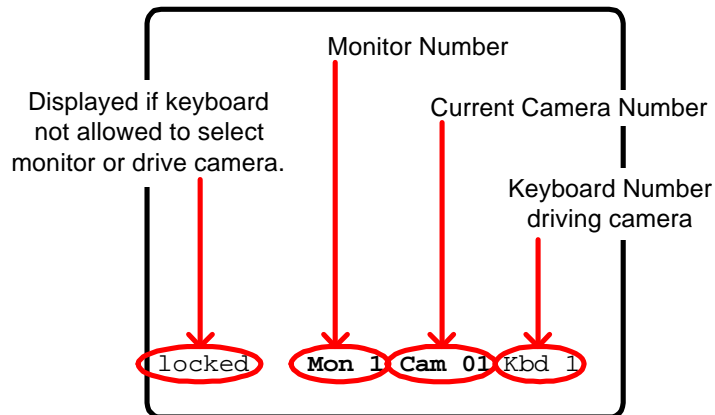 Monitor Number
Displayed if keyboard
not allowed to select
monitor or drive camera.
Current Camera Number
Keyboard Number
driving camera
locked Mon 1 Cam 01 Kbd 1